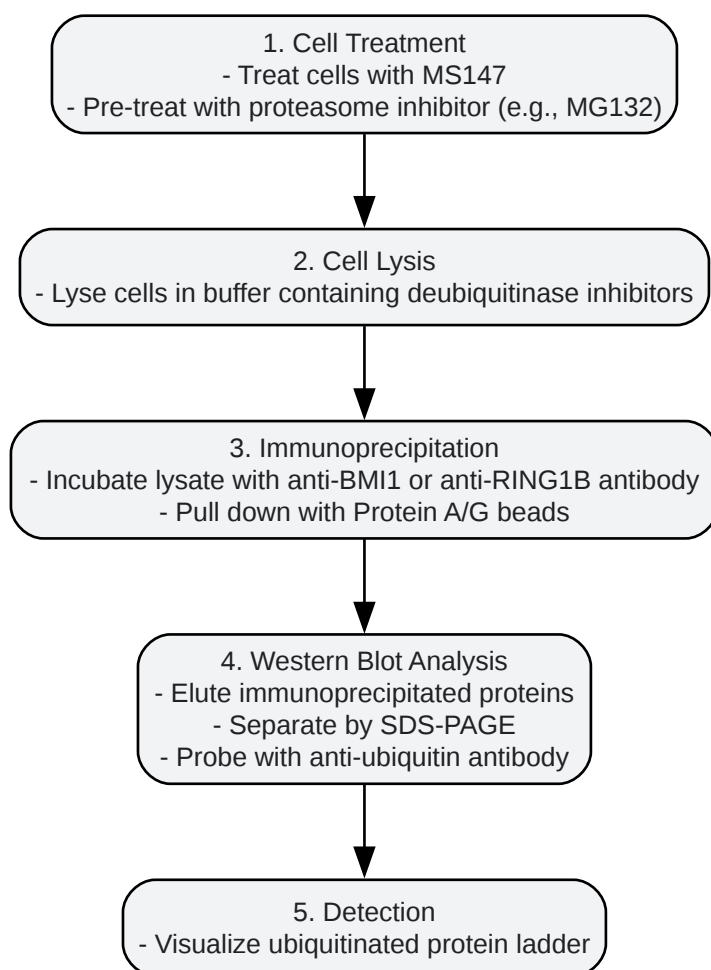 1. Cell Treatment
- Treat cells with MS147
- Pre-treat with proteasome inhibitor (e.g., MG132)
2. Cell Lysis
- Lyse cells in buffer containing deubiquitinase inhibitors
3. Immunoprecipitation
- Incubate lysate with anti-BMI1 or anti-RING1B antibody
- Pull down with Protein A/G beads
4. Western Blot Analysis
- Elute immunoprecipitated proteins
- Separate by SDS-PAGE
- Probe with anti-ubiquitin antibody
5. Detection
- Visualize ubiquitinated protein ladder